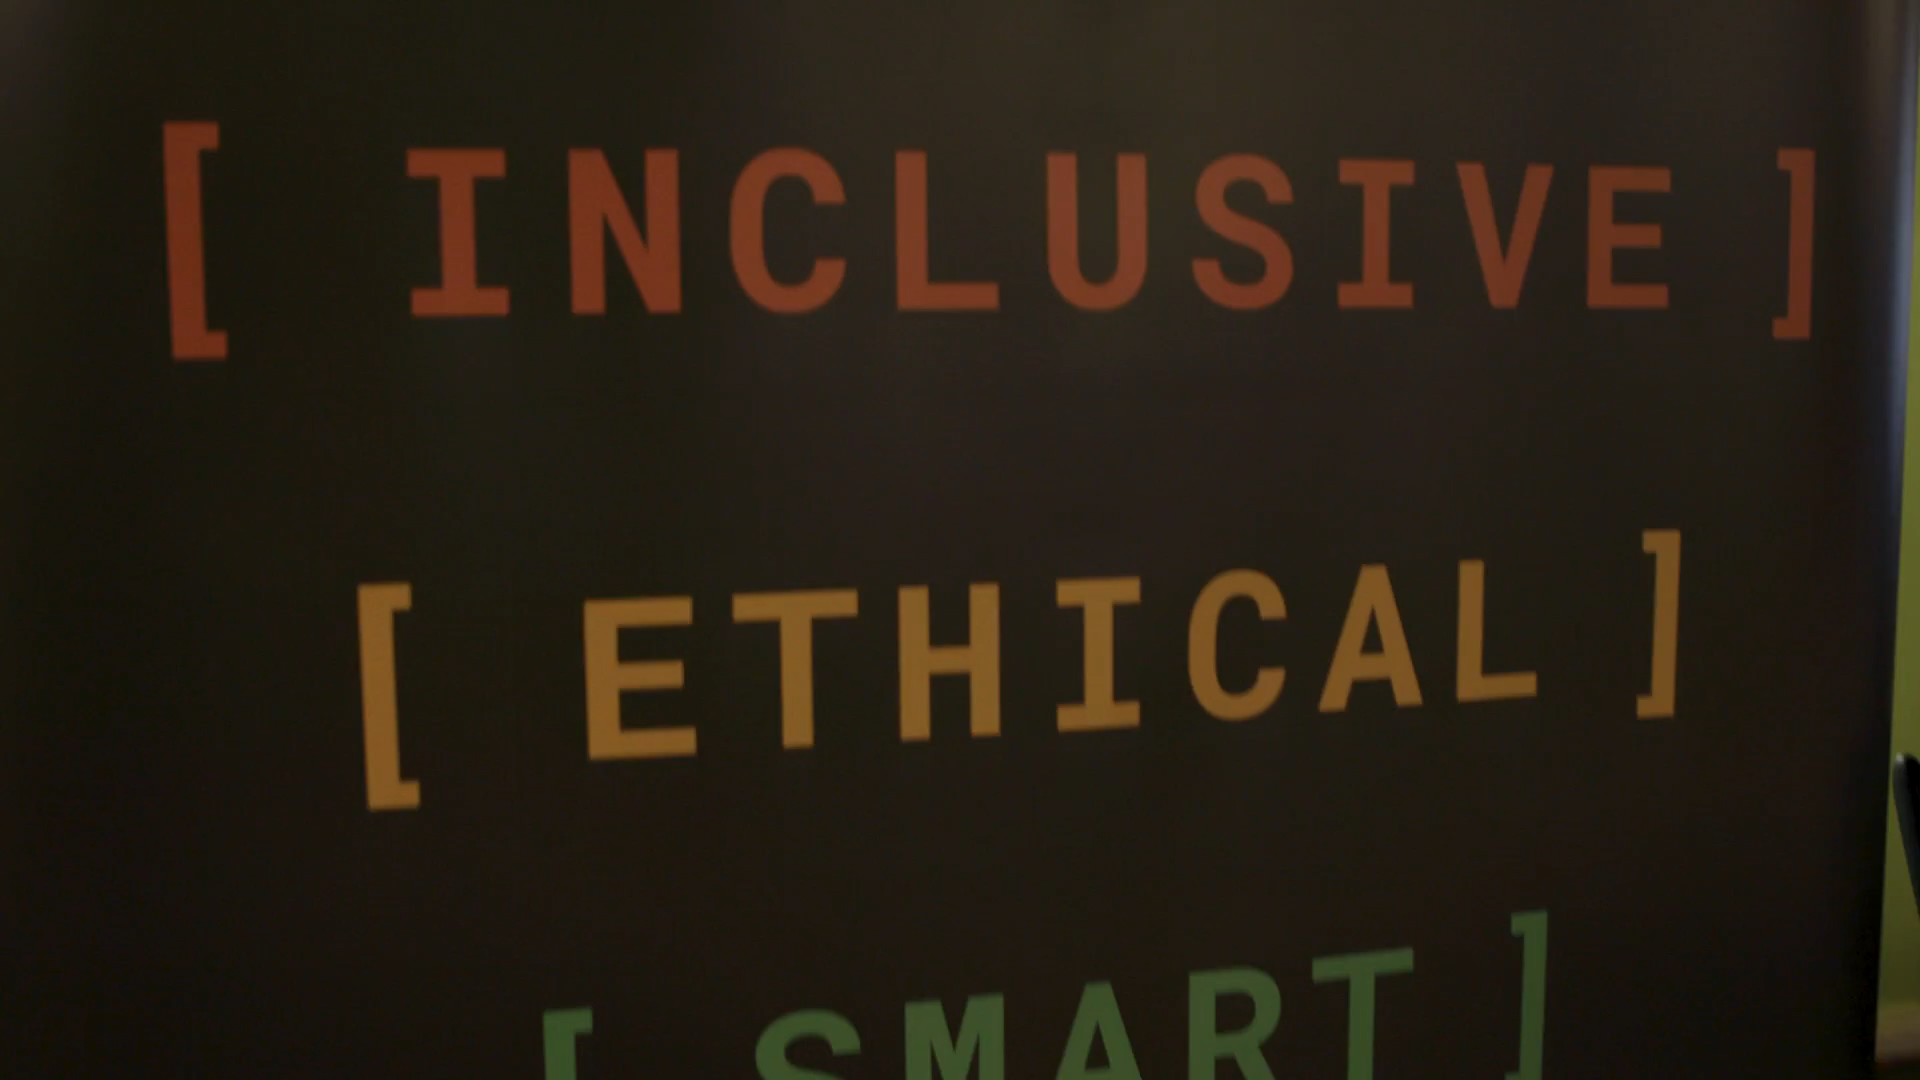 [ INCLUSIVE ]
[ ETHICAL ]
[ SMART ]